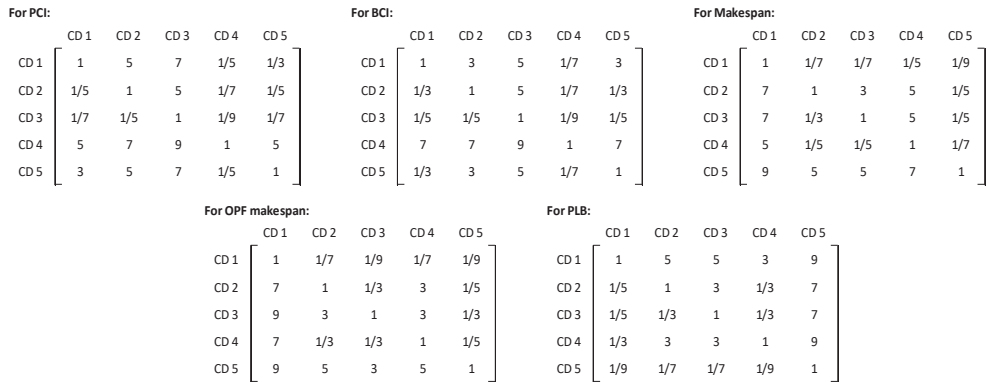 For PCI: For BCI: For Makespan:
CD 1 CD 2 CD 3 CD 4 CD 5 CD 1 CD 2 CD 3 CD 4 CD 5 CD 1 CD 2 CD 3 CD 4 CD 5
CD 1 1 5 7 1/5 1/3 CD 1 1 3 5 1/7 3 CD 1 1 1/7 1/7 1/5 1/9
CD 2 1/5 1 5 1/7 1/5 CD 2 1/3 1 5 1/7 1/3 CD 2 7 1 3 5 1/5
CD 3 1/7 1/5 1 1/9 1/7 CD 3 1/5 1/5 1 1/9 1/5 CD 3 7 1/3 1 5 1/5
CD 4 5 7 9 1 5 CD 4 7 7 9 1 7 CD 4 5 1/5 1/5 1 1/7
CD 5 3 5 7 1/5 1 CD 5 1/3 3 5 1/7 1 CD 5 9 5 5 7 1
For OPF makespan: For PLB:
CD 1 CD 2 CD 3 CD 4 CD 5 CD 1 CD 2 CD 3 CD 4 CD 5
CD 1 1 1/7 1/9 1/7 1/9 CD 1 1 5 5 3 9
CD 2 7 1 1/3 3 1/5 CD 2 1/5 1 3 1/3 7
CD 3 9 3 1 3 1/3 CD 3 1/5 1/3 1 1/3 7
CD 4 7 1/3 1/3 1 1/5 CD 4 1/3 3 3 1 9
CD 5 9 5 3 5 1 CD 5 1/9 1/7 1/7 1/9 1